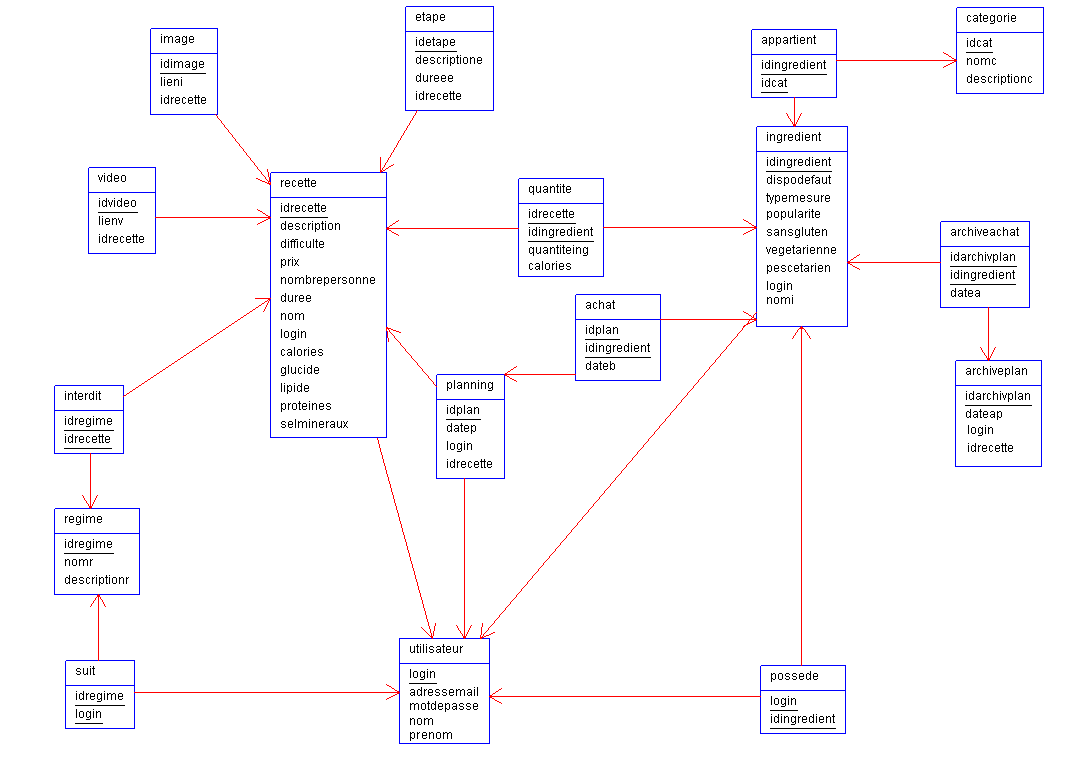 image
idimage
lieni
idrecette
etape
idetape
descriptione
dureee
idrecette
appartient
idingredient
idcat
categorie
idcat
nomc
descriptionc
video
idvideo
lienv
idrecette
recette
idrecette
description
difficulte
prix
nombrepersonne
duree
nom
login
calories
glucide
lipide
proteines
selmineraux
quantite
idrecette
idingredient
quantiteing
calories
ingredient
idingredient
dispodefaut
typemesure
popularite
sansgluten
vegetarienne
pescetarien
login
nomi
archiveachat
idarchivplan
idingredient
datea
achat
idplan
idingredient
dateb
interdit
idregime
idrecette
planning
idplan
datep
login
idrecette
archiveplan
idarchivplan
dateap
login
idrecette
regime
idregime
nomr
descriptionr
suit
idregime
login
utilisateur
login
adressemail
motdepasse
nom
prenom
possede
login
idingredient